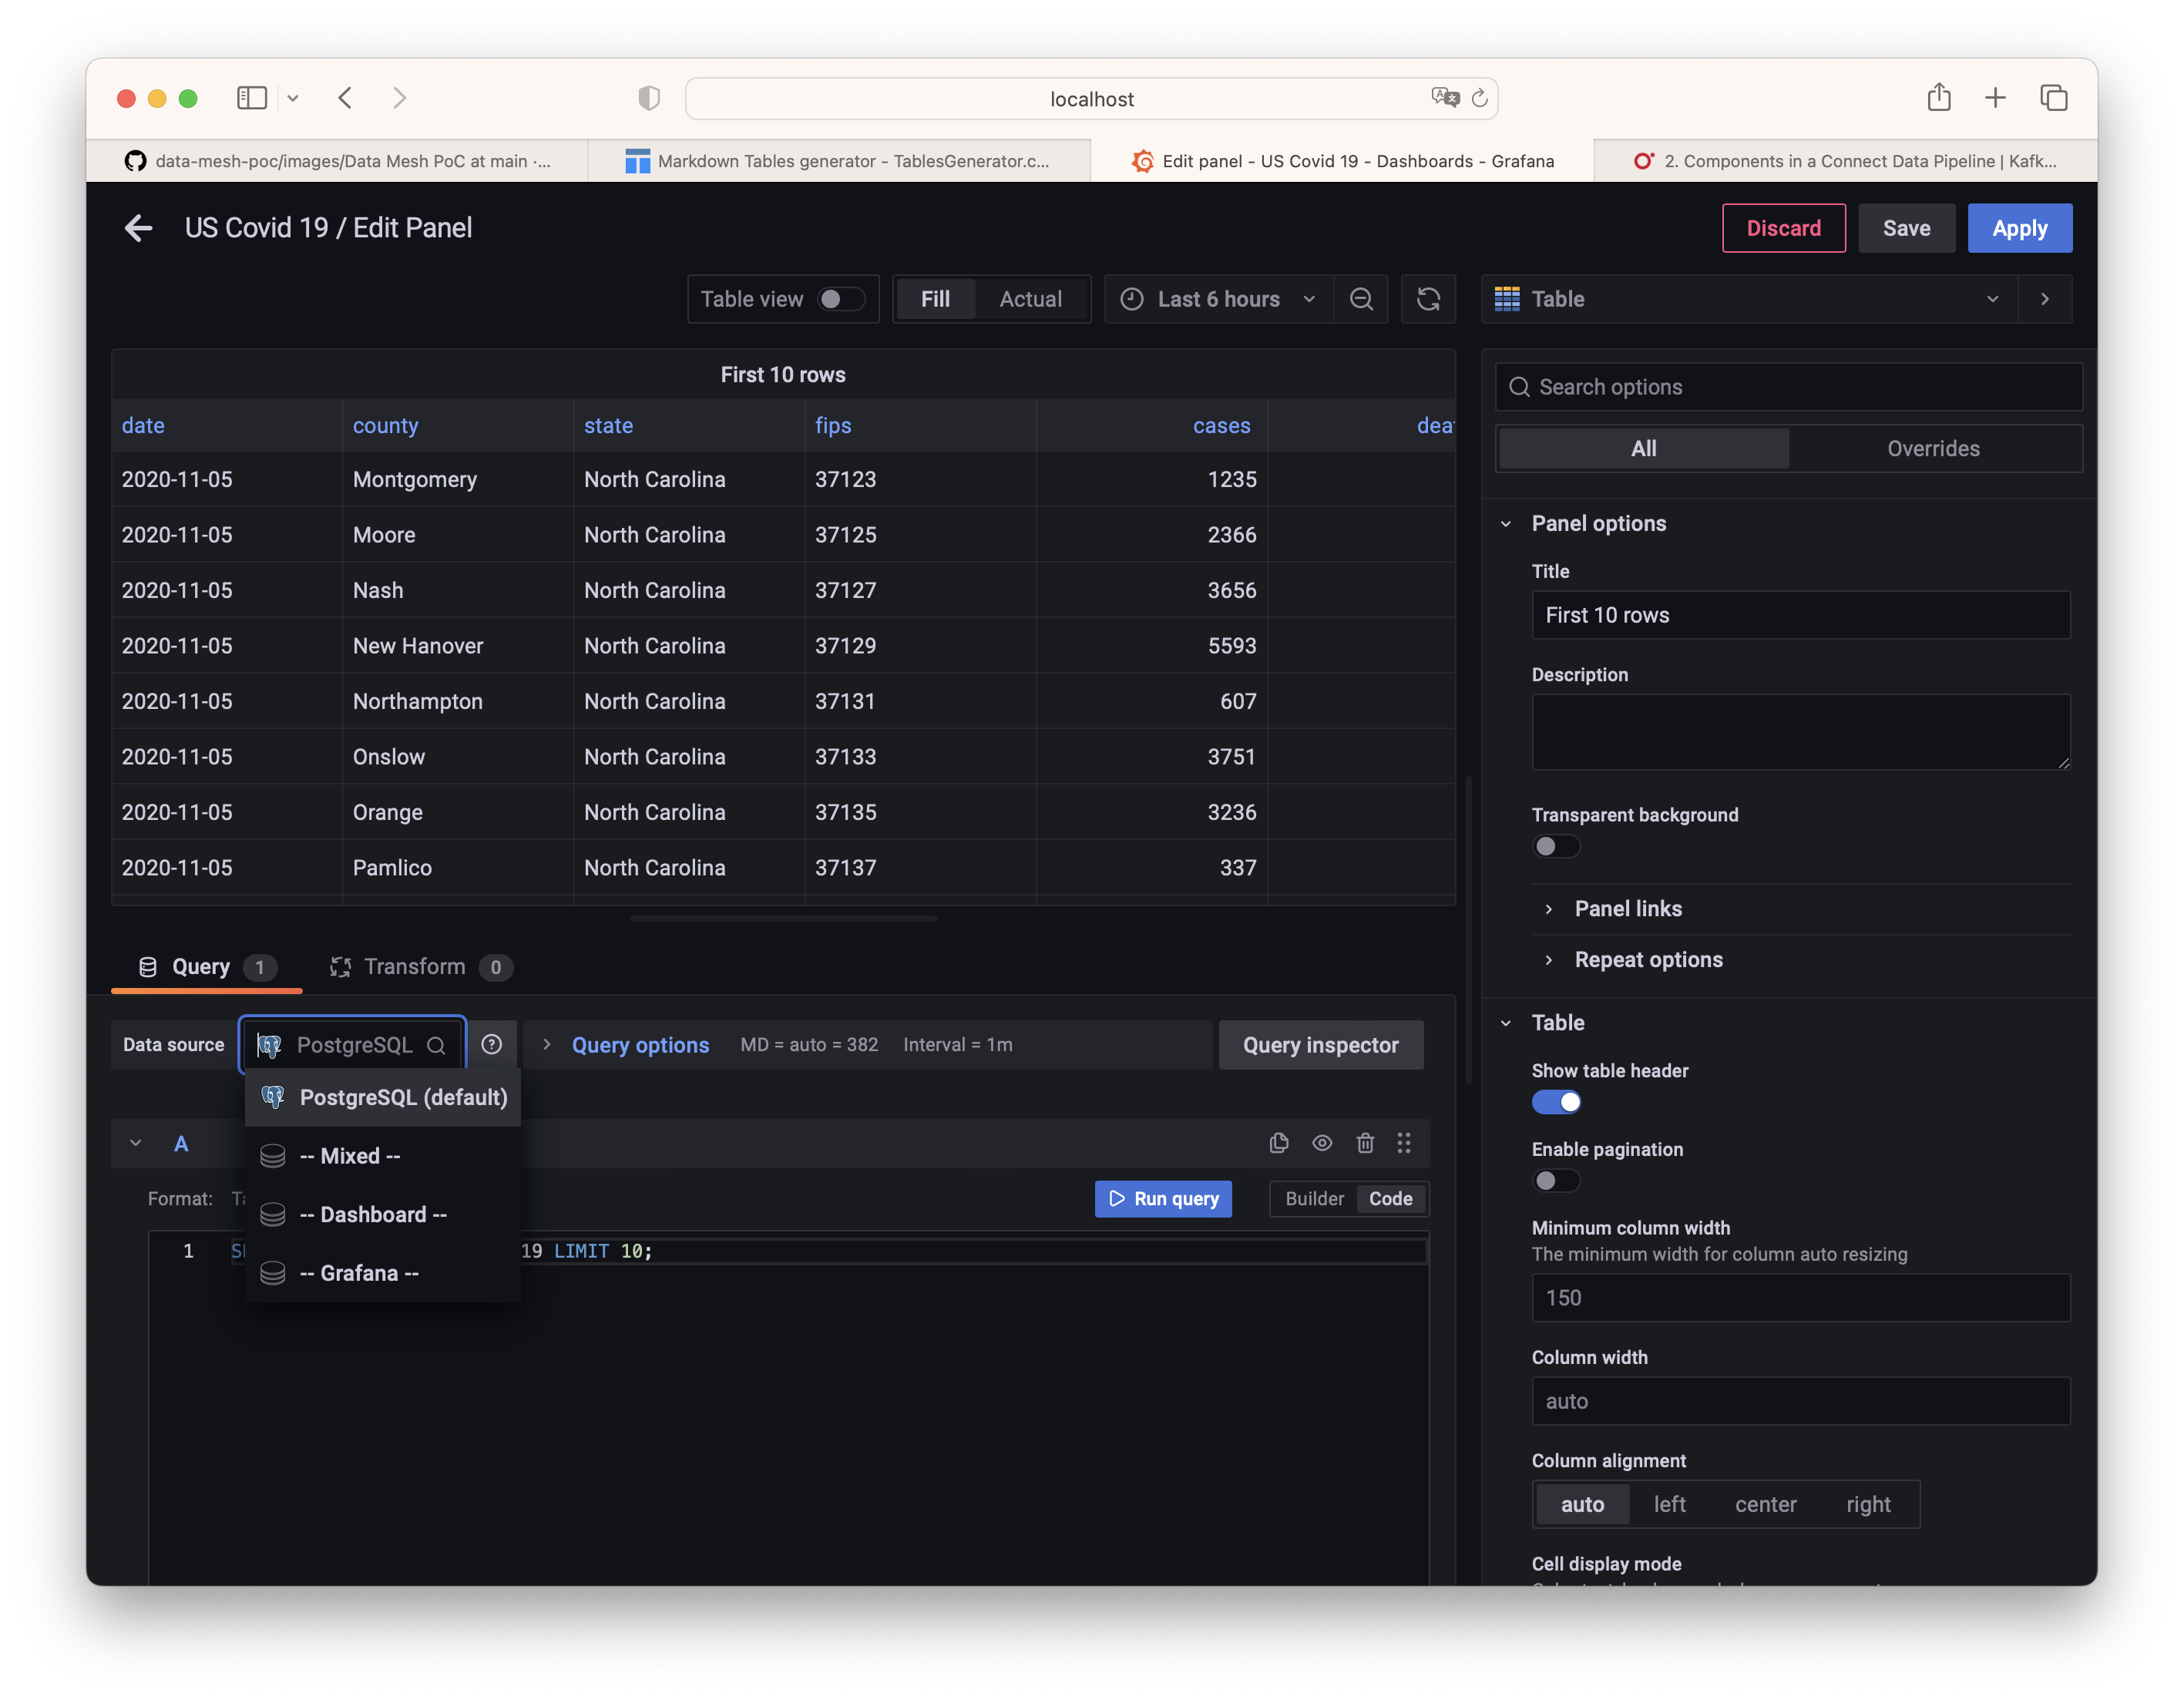 localhost
data-mesh-poc/images/Data Mesh PoC at main ·...
Markdown Tables generator - TablesGenerator.c...
Edit panel - US Covid 19 - Dashboards - Grafana
2. Components in a Connect Data Pipeline | Kafk...
US Covid 19 / Edit Panel
Discard
Save
Apply
Table view
Fill
Actual
Last 6 hours
Table
First 10 rows
date county state fips cases
2020-11-05 Montgomery North Carolina 37123 1235
2020-11-05 Moore North Carolina 37125 2366
2020-11-05 Nash North Carolina 37127 3656
2020-11-05 New Hanover North Carolina 37129 5593
2020-11-05 Northampton North Carolina 37131 607
2020-11-05 Onslow North Carolina 37133 3751
2020-11-05 Orange North Carolina 37135 3236
2020-11-05 Pamlico North Carolina 37137 337
Query 1
Transform 0
Data source
PostgreSQL
Query options MD = auto = 382 Interval = 1m
Query inspector
PostgreSQL (default)
-- Mixed --
-- Dashboard --
-- Grafana --
A
Format:
Run query
Builder
Code
1
19 LIMIT 10;
Search options
All
Overrides
Panel options
Title
First 10 rows
Description
Transparent background
Panel links
Repeat options
Table
Show table header
Enable pagination
Minimum column width
The minimum width for column auto resizing
150
Column width
auto
Column alignment
auto left center right
Cell display mode